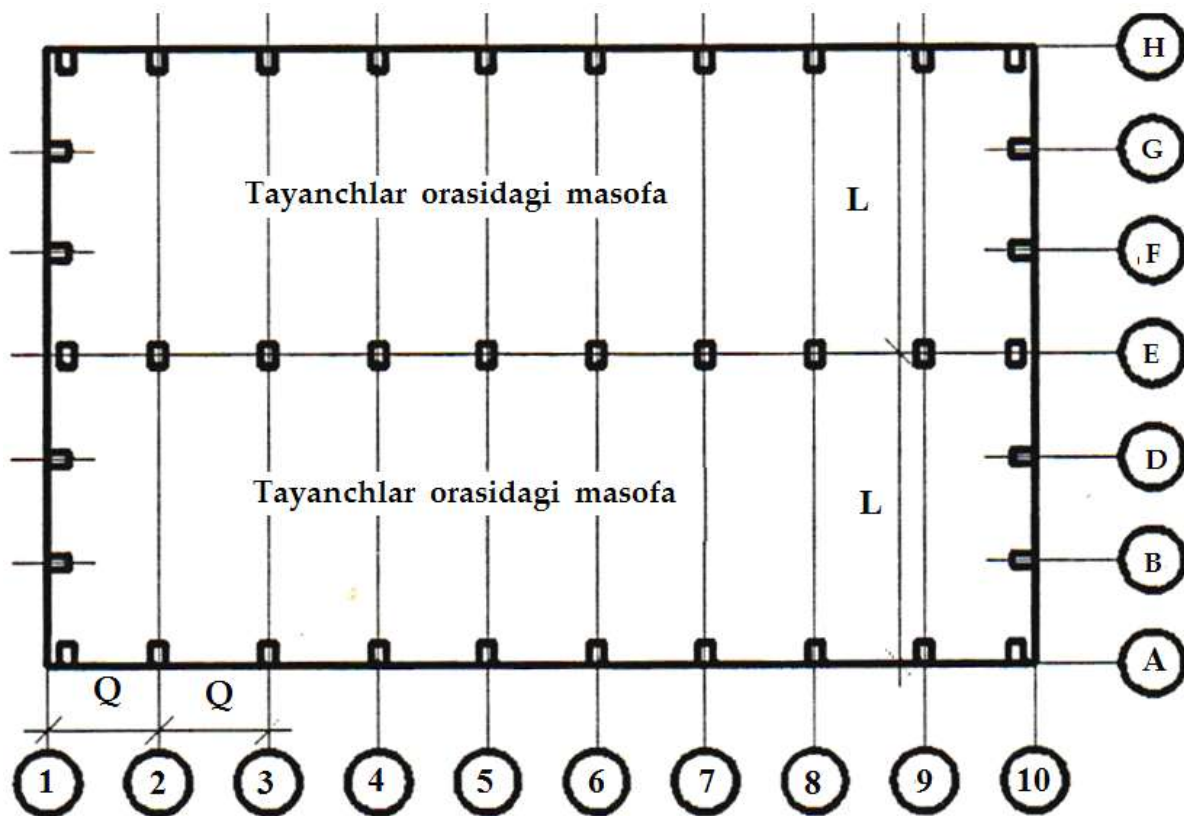 H
G
Tayanchlar orasidagi masofa
L
F
E
D
Tayanchlar orasidagi masofa
L
B
A
Q Q
1 2 3 4 5 6 7 8 9 10